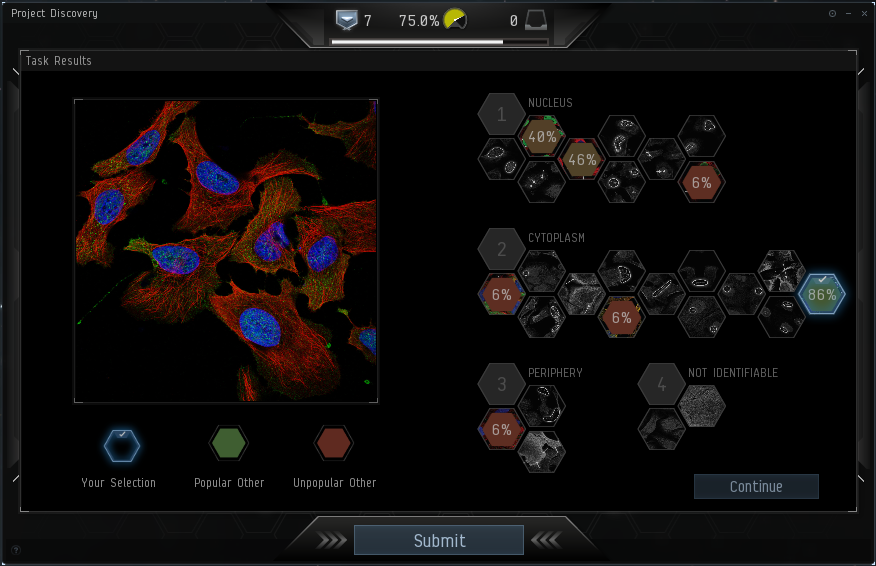 Project Discovery
7 75.0% 0
Task Results
1 NUCLEUS
40%
46%
6%
2 CYTOPLASM
6%
6%
86%
3 PERIPHERY
6%
4 NOT IDENTIFIABLE
Your Selection
Popular Other
Unpopular Other
Continue
Submit
?